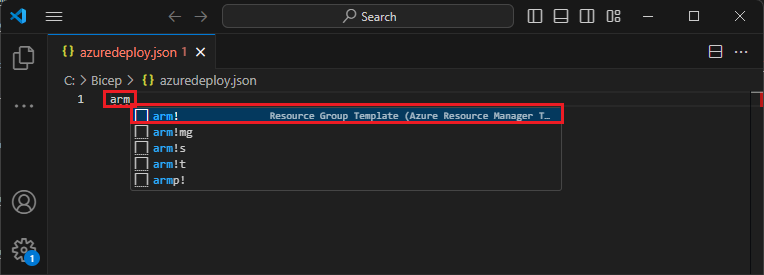 Search
azuredeploy.json 1
C: > Bicep > {} azuredeploy.json
1 arm
arm! Resource Group Template (Azure Resource Manager T…
arm!mg
arm!s
arm!t
armp!
1